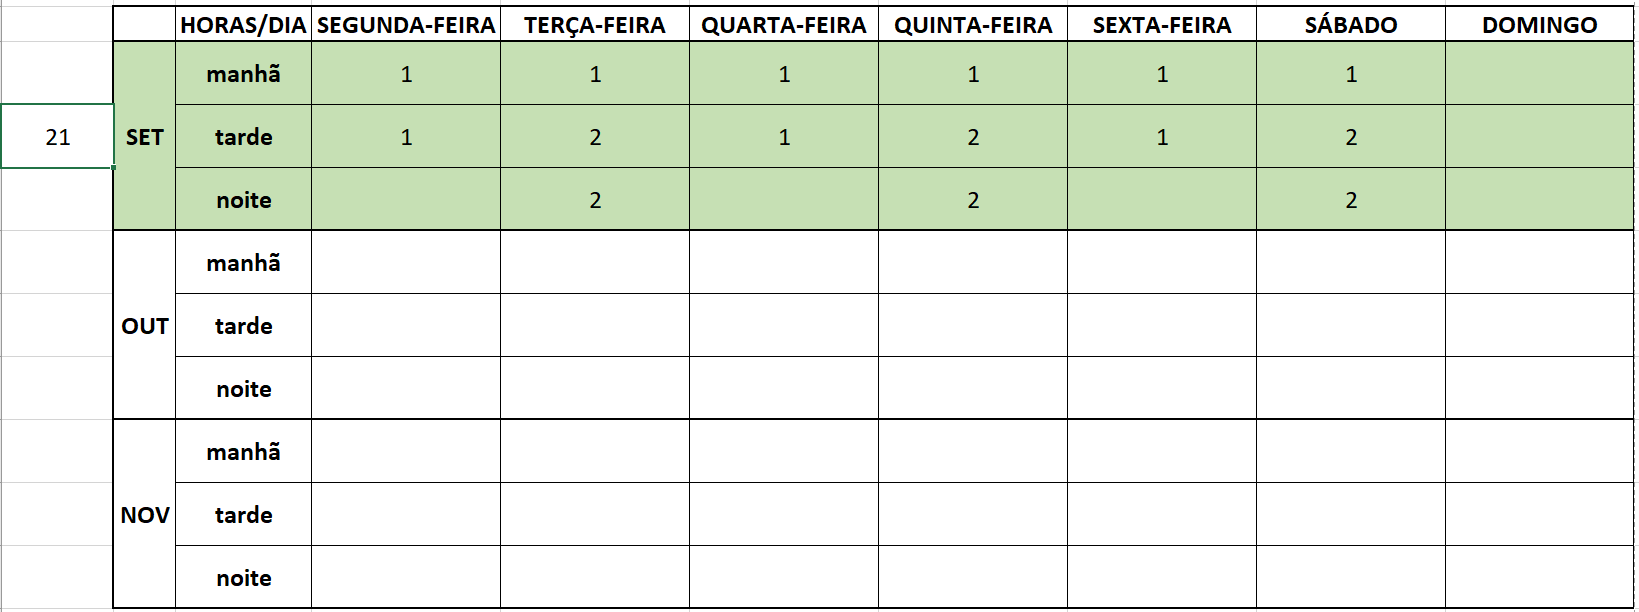 HORAS/DIA SEGUNDA-FEIRA TERÇA-FEIRA QUARTA-FEIRA QUINTA-FEIRA SEXTA-FEIRA SÁBADO DOMINGO
manhã 1 1 1 1 1 1
21 SET tarde 1 2 1 2 1 2
noite 2 2 2
manhã
OUT tarde
noite
manhã
NOV tarde
noite